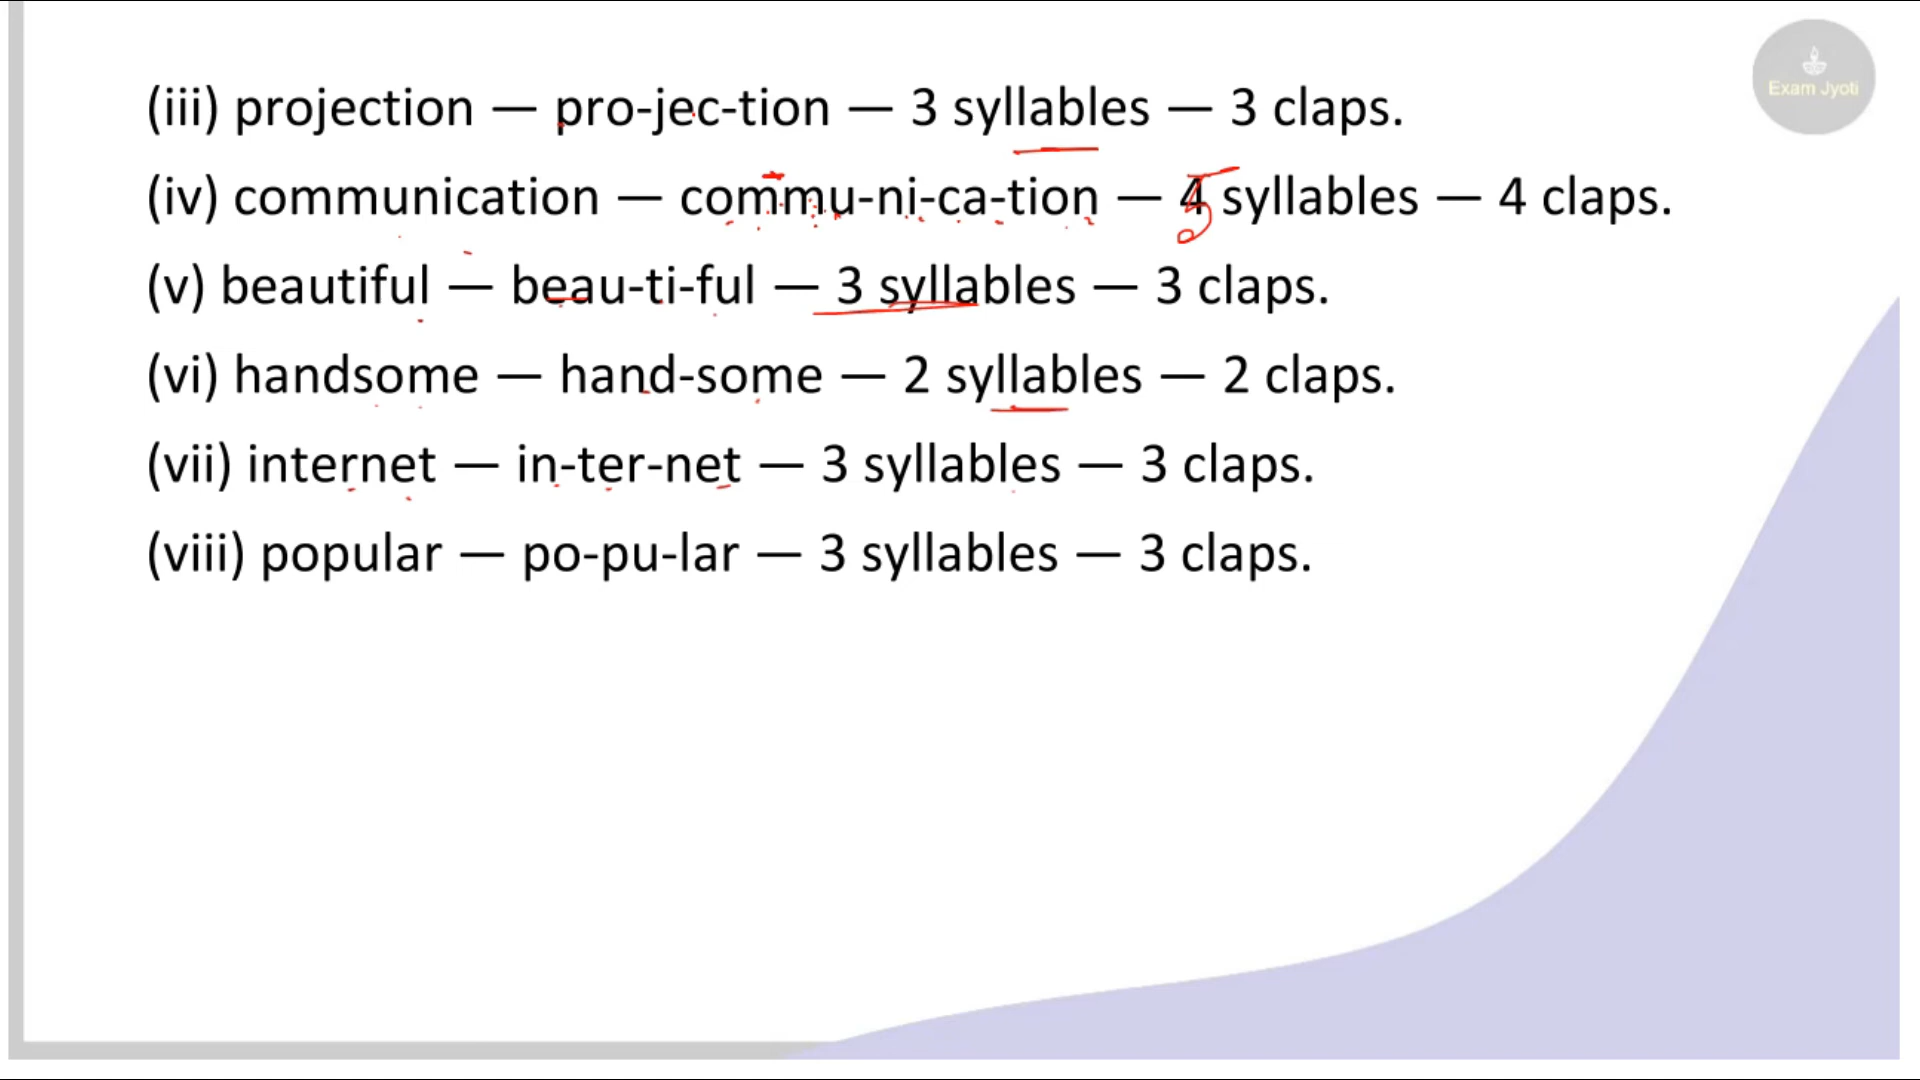 Exam Jyoti
(iii) projection — pro-jec-tion — 3 syllables — 3 claps.
(iv) communication — commu-ni-ca-tion — 4 5 syllables — 4 claps.
(v) beautiful — beau-ti-ful — 3 syllables — 3 claps.
(vi) handsome — hand-some — 2 syllables — 2 claps.
(vii) internet — in-ter-net — 3 syllables — 3 claps.
(viii) popular — po-pu-lar — 3 syllables — 3 claps.